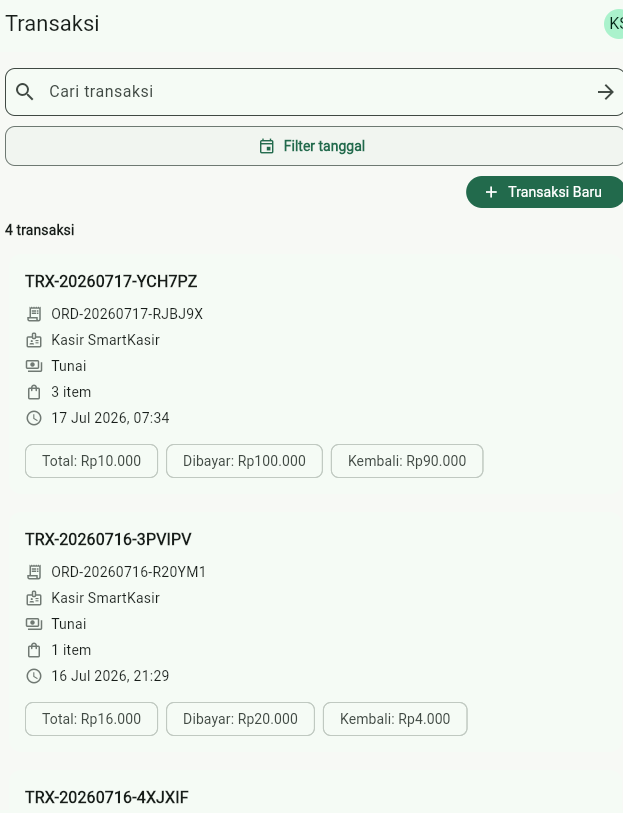 Transaksi
KS
Cari transaksi
Filter tanggal
+ Transaksi Baru
4 transaksi
TRX-20260717-YCH7PZ
ORD-20260717-RJBJ9X
Kasir SmartKasir
Tunai
3 item
17 Jul 2026, 07:34
Total: Rp10.000 Dibayar: Rp100.000 Kembali: Rp90.000
TRX-20260716-3PVIPV
ORD-20260716-R20YM1
Kasir SmartKasir
Tunai
1 item
16 Jul 2026, 21:29
Total: Rp16.000 Dibayar: Rp20.000 Kembali: Rp4.000
TRX-20260716-4XJXIF